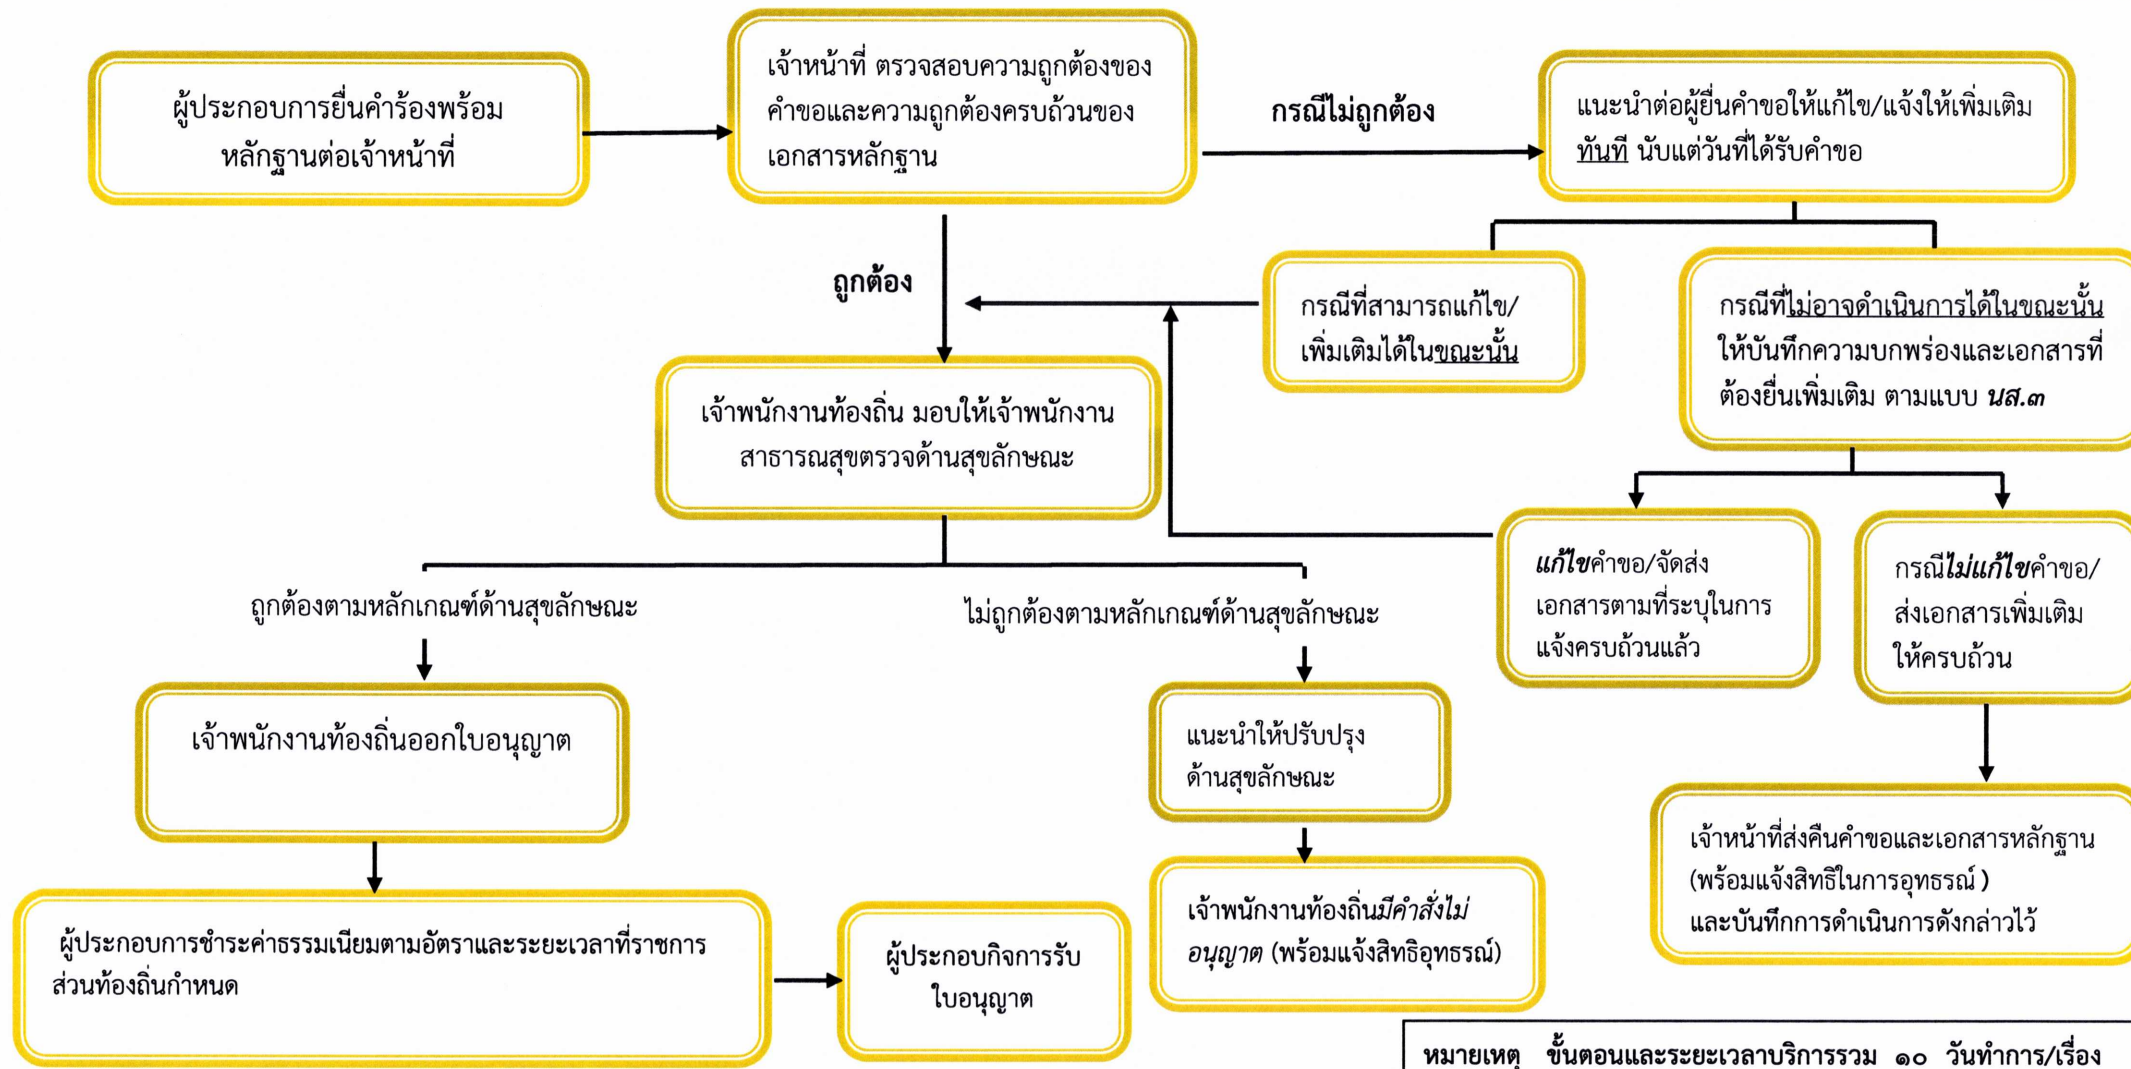 ผู้ประกอบการยื่นคำร้องพร้อม
หลักฐานต่อเจ้าหน้าที่
เจ้าหน้าที่ ตรวจสอบความถูกต้องของ
คำขอและความถูกต้องครบถ้วนของ
เอกสารหลักฐาน
กรณีไม่ถูกต้อง
แนะนำต่อผู้ยื่นคำขอให้แก้ไข/แจ้งให้เพิ่มเติม
ทันที นับแต่วันที่ได้รับคำขอ
ถูกต้อง
กรณีที่สามารถแก้ไข/
เพิ่มเติมได้ในขณะนั้น
กรณีที่ไม่อาจดำเนินการได้ในขณะนั้น
ให้บันทึกความบกพร่องและเอกสารที่
ต้องยื่นเพิ่มเติม ตามแบบ นส.๓
เจ้าพนักงานท้องถิ่น มอบให้เจ้าพนักงาน
สาธารณสุขตรวจด้านสุขลักษณะ
แก้ไขคำขอ/จัดส่ง
เอกสารตามที่ระบุในการ
แจ้งครบถ้วนแล้ว
กรณีไม่แก้ไขคำขอ/
ส่งเอกสารเพิ่มเติม
ให้ครบถ้วน
ถูกต้องตามหลักเกณฑ์ด้านสุขลักษณะ
ไม่ถูกต้องตามหลักเกณฑ์ด้านสุขลักษณะ
เจ้าพนักงานท้องถิ่นออกใบอนุญาต
แนะนำให้ปรับปรุง
ด้านสุขลักษณะ
เจ้าหน้าที่ส่งคืนคำขอและเอกสารหลักฐาน
(พร้อมแจ้งสิทธิในการอุทธรณ์ )
และบันทึกการดำเนินการดังกล่าวไว้
ผู้ประกอบการชำระค่าธรรมเนียมตามอัตราและระยะเวลาที่ราชการ
ส่วนท้องถิ่นกำหนด
ผู้ประกอบกิจการรับ
ใบอนุญาต
เจ้าพนักงานท้องถิ่นมีคำสั่งไม่
อนุญาต (พร้อมแจ้งสิทธิอุทธรณ์)
หมายเหตุ ขั้นตอนและระยะเวลาบริการรวม ๑๐ วันทำการ/เรื่อง